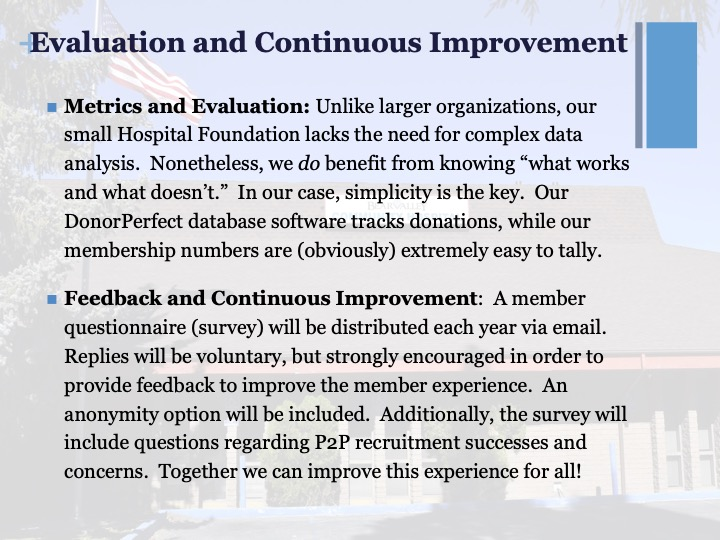 +
Evaluation and Continuous Improvement
Metrics and Evaluation: Unlike larger organizations, our
small Hospital Foundation lacks the need for complex data
analysis.  Nonetheless, we do benefit from knowing “what works
and what doesn’t.”  In our case, simplicity is the key.  Our
DonorPerfect database software tracks donations, while our
membership numbers are (obviously) extremely easy to tally.
Feedback and Continuous Improvement:  A member
questionnaire (survey) will be distributed each year via email.
Replies will be voluntary, but strongly encouraged in order to
provide feedback to improve the member experience.  An
anonymity option will be included.  Additionally, the survey will
include questions regarding P2P recruitment successes and
concerns.  Together we can improve this experience for all!